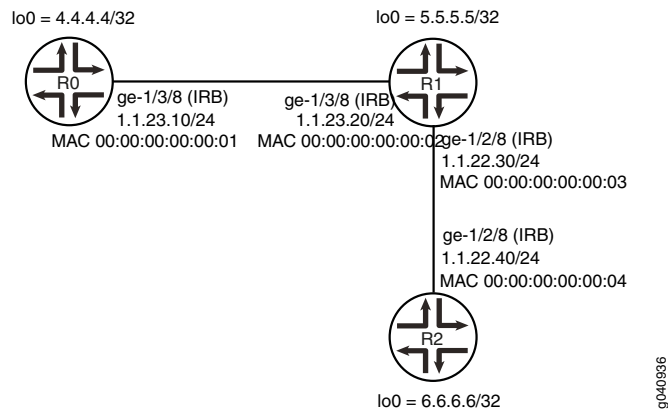 lo0 = 4.4.4.4/32
lo0 = 5.5.5.5/32
R0
R1
ge-1/3/8 (IRB)
1.1.23.10/24
MAC 00:00:00:00:00:01
ge-1/3/8 (IRB)
1.1.23.20/24
MAC 00:00:00:00:00:02
ge-1/2/8 (IRB)
1.1.22.30/24
MAC 00:00:00:00:00:03
ge-1/2/8 (IRB)
1.1.22.40/24
MAC 00:00:00:00:00:04
R2
lo0 = 6.6.6.6/32
g040936